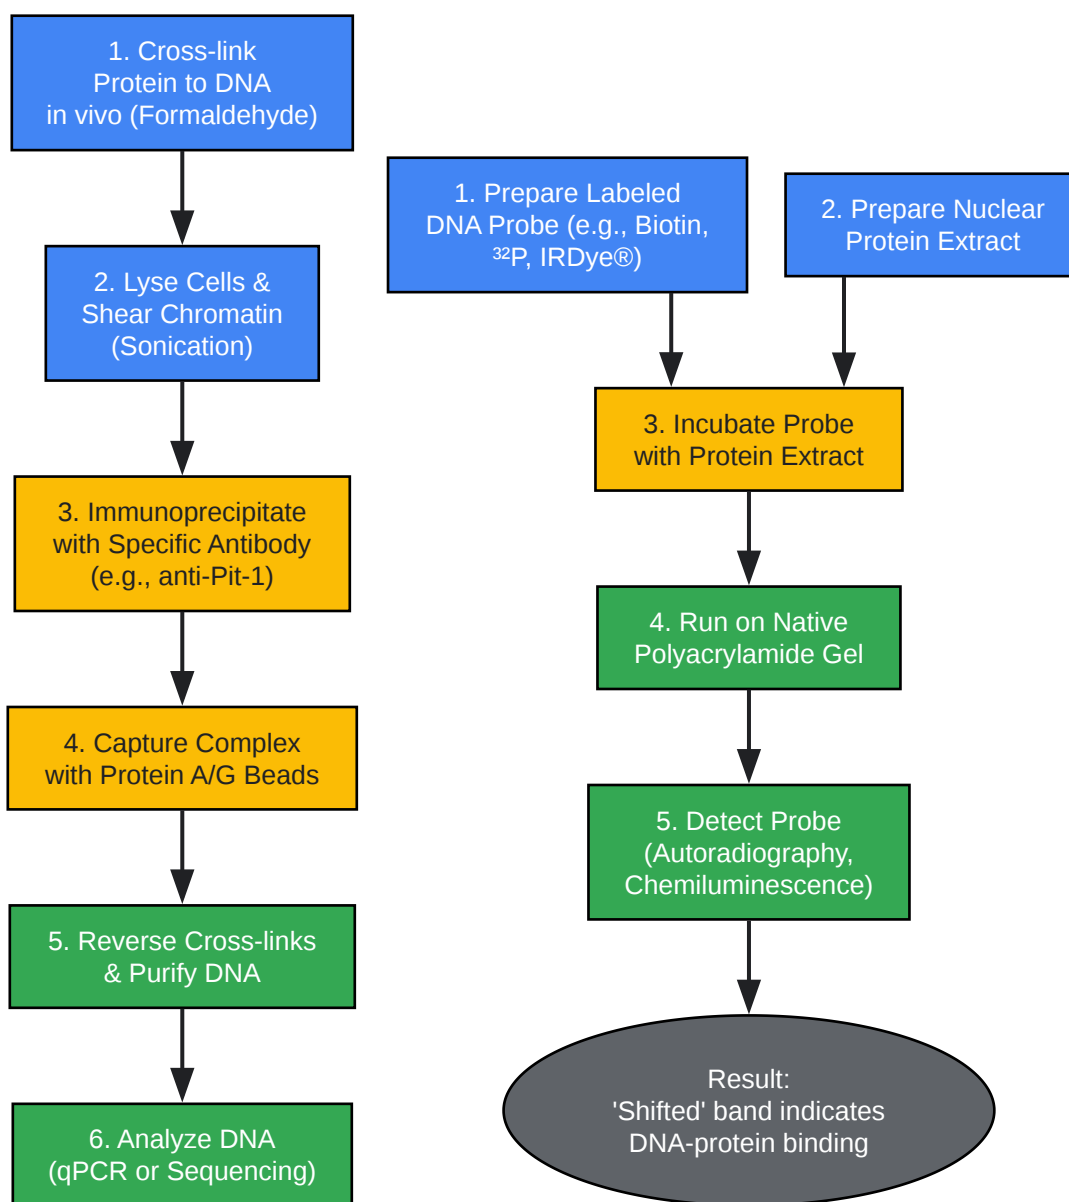 1. Cross-link
Protein to DNA
in vivo (Formaldehyde)
2. Lyse Cells &
Shear Chromatin
(Sonication)
3. Immunoprecipitate
with Specific Antibody
(e.g., anti-Pit-1)
4. Capture Complex
with Protein A/G Beads
5. Reverse Cross-links
& Purify DNA
6. Analyze DNA
(qPCR or Sequencing)
1. Prepare Labeled
DNA Probe (e.g., Biotin,
³²P, IRDye®)
2. Prepare Nuclear
Protein Extract
3. Incubate Probe
with Protein Extract
4. Run on Native
Polyacrylamide Gel
5. Detect Probe
(Autoradiography,
Chemiluminescence)
Result:
'Shifted' band indicates
DNA-protein binding